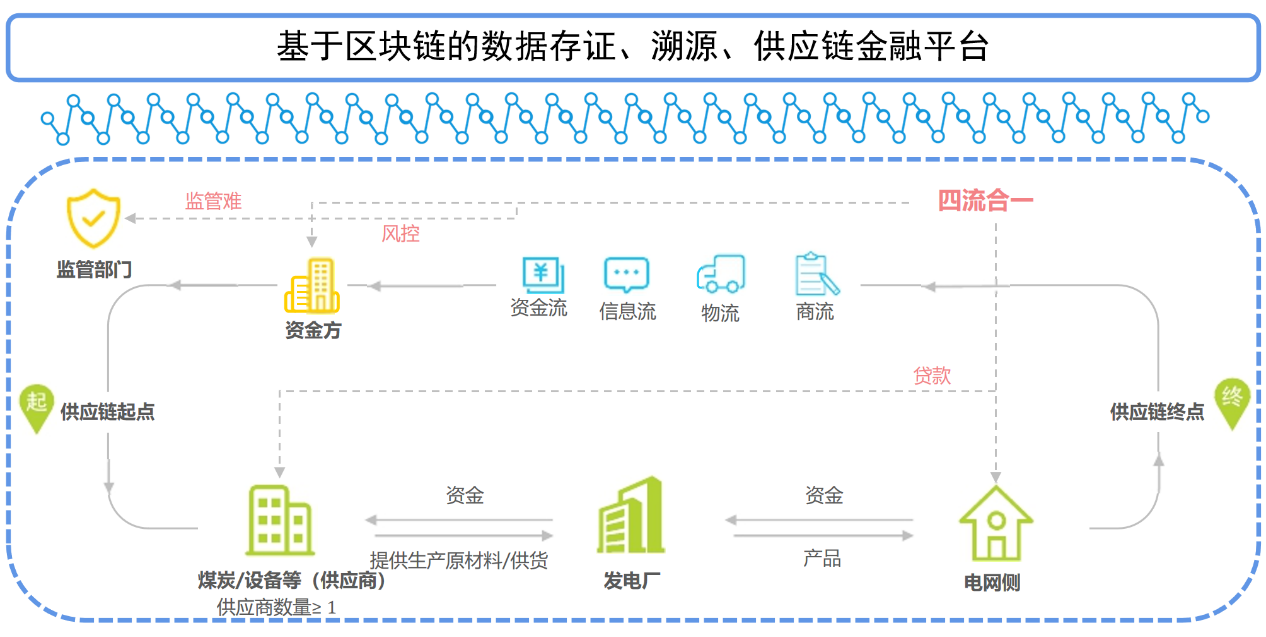 基于区块链的数据存证、溯源、供应链金融平台
监管难
四流合一
风控
监管部门
资金流
信息流
物流
商流
资金方
贷款
起
供应链起点
供应链终点
终
资金
资金
提供生产原材料/供货
产品
煤炭/设备等（供应商）
发电厂
电网侧
供应商数量≥ 1